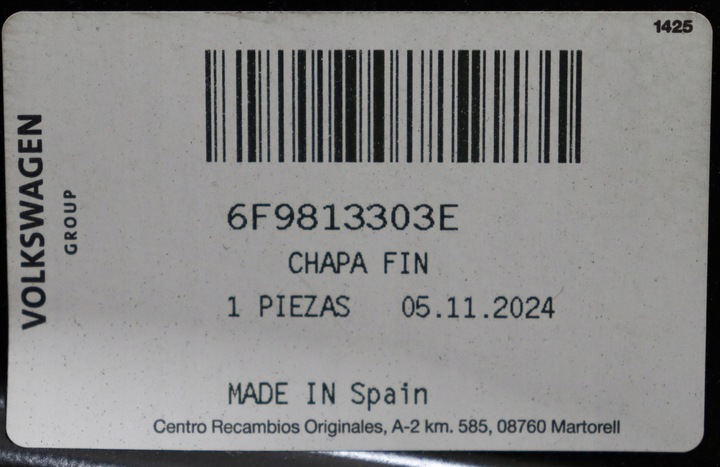 1425
VOLKSWAGEN
GROUP
6F9813303E
CHAPA FIN
1 PIEZAS 05.11.2024
MADE IN Spain
Centro Recambios Originales, A-2 km. 585, 08760 Martorell